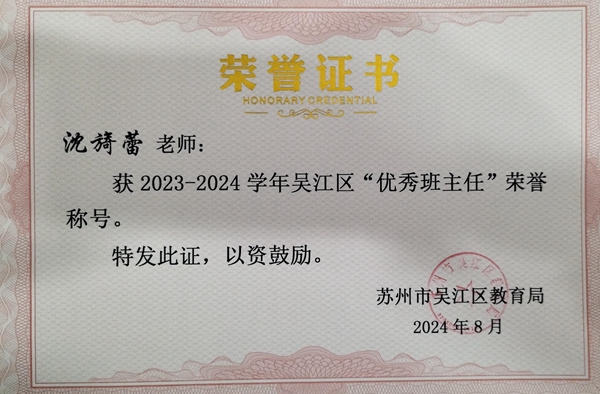 荣誉证书
HONORARY CREDENTIAL
沈旖蕾 老师：
获 2023-2024 学年吴江区“优秀班主任”荣誉
称号。
特发此证，以资鼓励。
苏州市吴江区教育局
2024 年 8 月